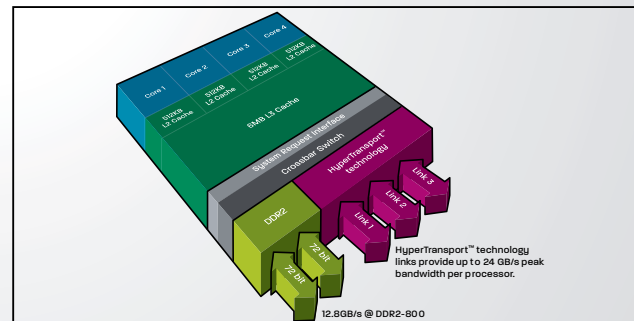 Core 1
Core 2
Core 3
Core 4
512KB
L2 Cache
512KB
L2 Cache
512KB
L2 Cache
512KB
L2 Cache
6MB L3 Cache
System Request Interface
Crossbar Switch
DDR2
HyperTransport™
technology
Link 1
Link 2
Link 3
72 bit
72 bit
HyperTransport™ technology
links provide up to 24 GB/s peak
bandwidth per processor.
12.8GB/s @ DDR2-800